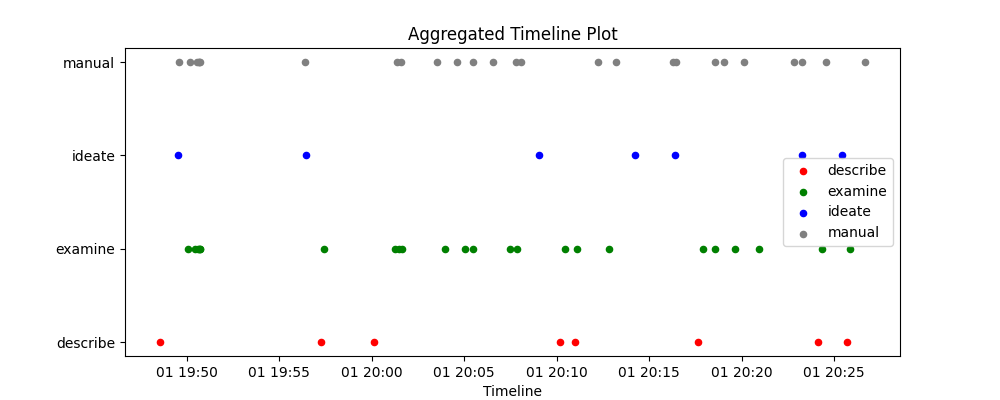 Aggregated Timeline Plot
manual
ideate
examine
describe
describe
examine
ideate
manual
01 19:50 01 19:55 01 20:00 01 20:05 01 20:10 01 20:15 01 20:20 01 20:25
Timeline